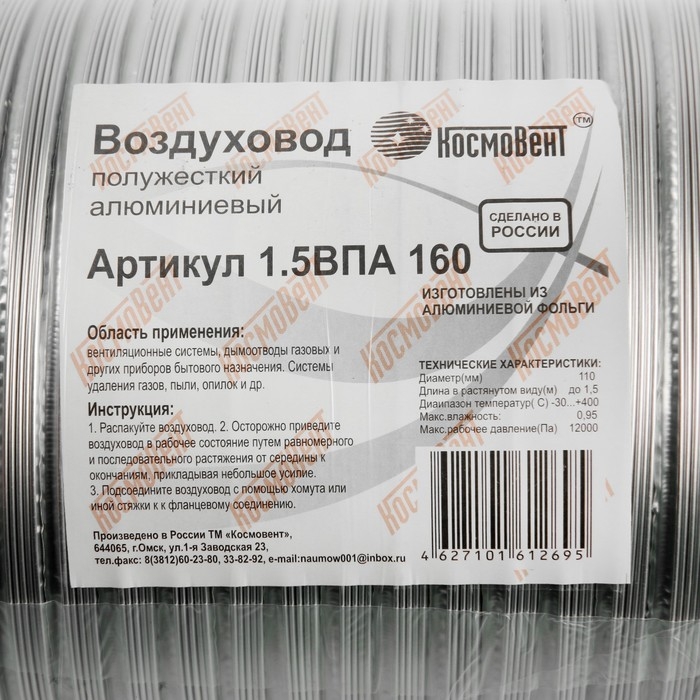 Воздуховод
полужесткий
алюминиевый
КосмоВент
TM
СДЕЛАНО В
РОССИИ
Артикул 1.5ВПА 160
ИЗГОТОВЛЕНЫ ИЗ
АЛЮМИНИЕВОЙ ФОЛЬГИ
Область применения:
вентиляционные системы, дымоотводы газовых и
других приборов бытового назначения. Системы
удаления газов, пыли, опилок и др.
Инструкция:
1. Распакуйте воздуховод. 2. Осторожно приведите
воздуховод в рабочее состояние путем равномерного
и последовательного растяжения от середины к
окончаниям, прикладывая небольшое усилие.
3. Подсоедините воздуховод с помощью хомута или
иной стяжки к к фланцевому соединению.
ТЕХНИЧЕСКИЕ ХАРАКТЕРИСТИКИ:
Диаметр(мм) 110
Длина в растянутом виду(м) до 1,5
Диапазон температур( С) -30...+400
Макс.влажность: 0,95
Макс.рабочее давление(Па) 12000
Произведено в России ТМ «Космовент»,
644065, г.Омск, ул.1-я Заводская 23,
тел.факс: 8(3812)60-23-80, 33-82-92, e-mail:naumow001@inbox.ru
4 627101 612695